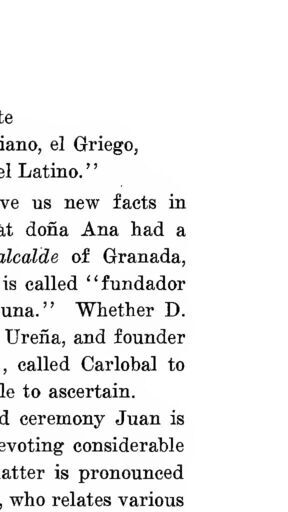 te
iano, el Griego,
el Latino.”
ve us new facts in
at doña Ana had a
alcalde of Granada,
is called “fundador
una.” Whether D.
Ureña, and founder
, called Carlobal to
le to ascertain.
d ceremony Juan is
evoting considerable
atter is pronounced
, who relates various